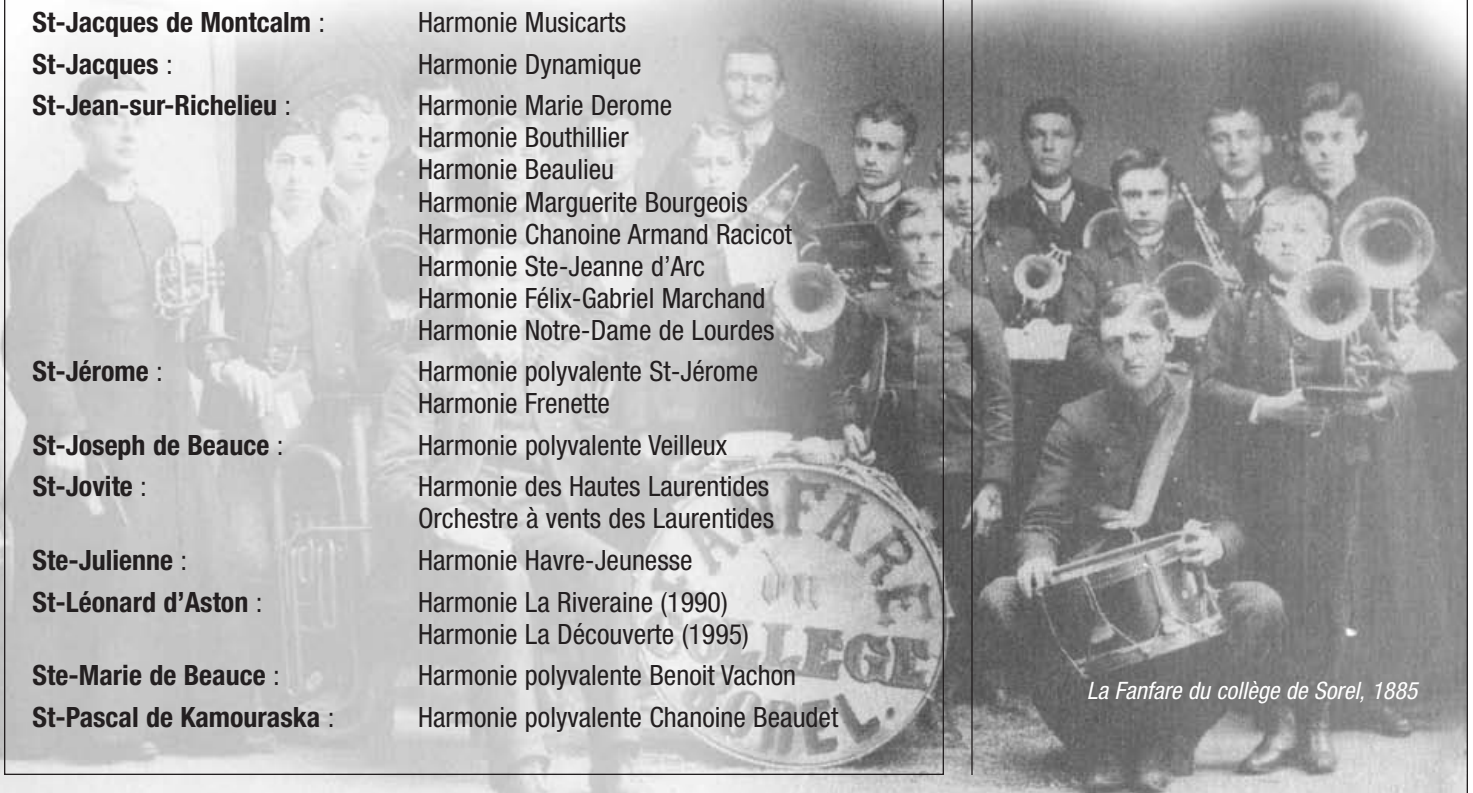 St-Jacques de Montcalm : Harmonie Musicarts
St-Jacques : Harmonie Dynamique
St-Jean-sur-Richelieu : Harmonie Marie Derome
Harmonie Bouthillier
Harmonie Beaulieu
Harmonie Marguerite Bourgeois
Harmonie Chanoine Armand Racicot
Harmonie Ste-Jeanne d’Arc
Harmonie Félix-Gabriel Marchand
Harmonie Notre-Dame de Lourdes
St-Jérome : Harmonie polyvalente St-Jérome
Harmonie Frenette
St-Joseph de Beauce : Harmonie polyvalente Veilleux
St-Jovite : Harmonie des Hautes Laurentides
Orchestre à vents des Laurentides
Ste-Julienne : Harmonie Havre-Jeunesse
St-Léonard d’Aston : Harmonie La Riveraine (1990)
Harmonie La Découverte (1995)
Ste-Marie de Beauce : Harmonie polyvalente Benoit Vachon
St-Pascal de Kamouraska : Harmonie polyvalente Chanoine Beaudet
FANFARE
COLLEGE
SOREL.
La Fanfare du collège de Sorel, 1885